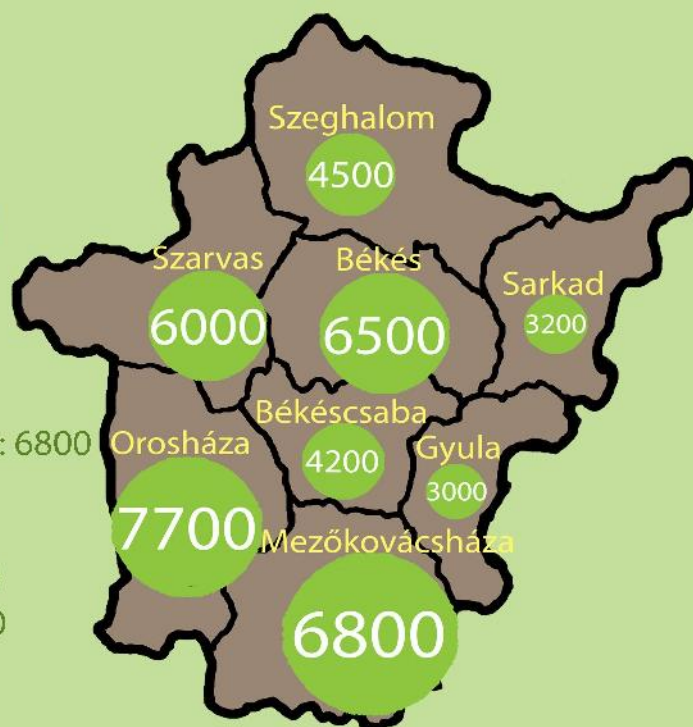 Szeghalom
4500
Szarvas
6000
Békés
6500
Sarkad
3200
: 6800
Orosháza
7700
Békéscsaba
4200
Gyula
3000
Mezőkovácsháza
6800